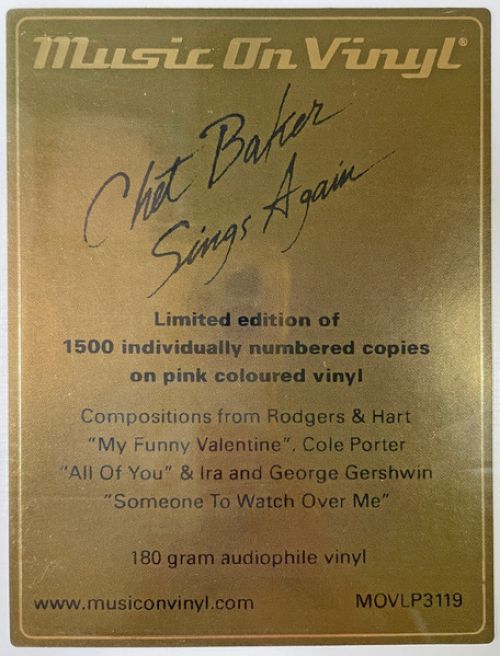 Music On Vinyl®
Chet Baker
Sings Again
Limited edition of
1500 individually numbered copies
on pink coloured vinyl
Compositions from Rodgers & Hart
"My Funny Valentine", Cole Porter
"All Of You" & Ira and George Gershwin
"Someone To Watch Over Me"
180 gram audiophile vinyl
www.musiconvinyl.com MOVLP3119